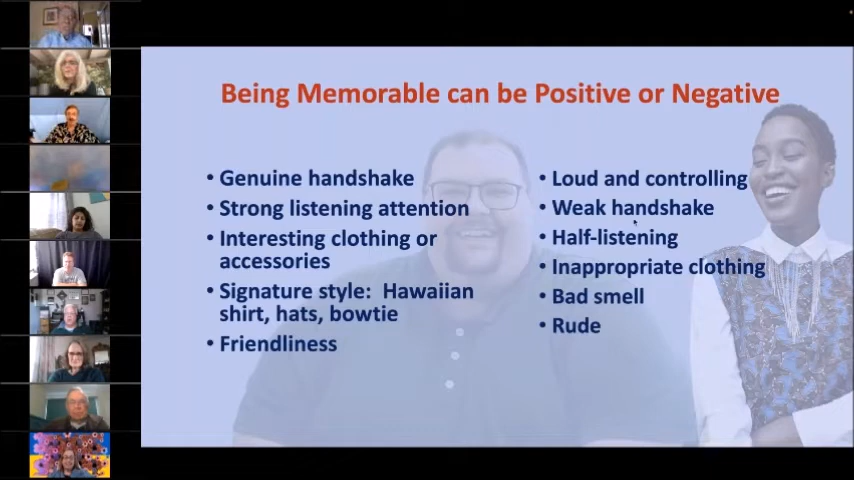 Being Memorable can be Positive or Negative
• Genuine handshake
• Strong listening attention
• Interesting clothing or
accessories
• Signature style:  Hawaiian
shirt, hats, bowtie
• Friendliness
• Loud and controlling
• Weak handshake
• Half-listening
• Inappropriate clothing
• Bad smell
• Rude